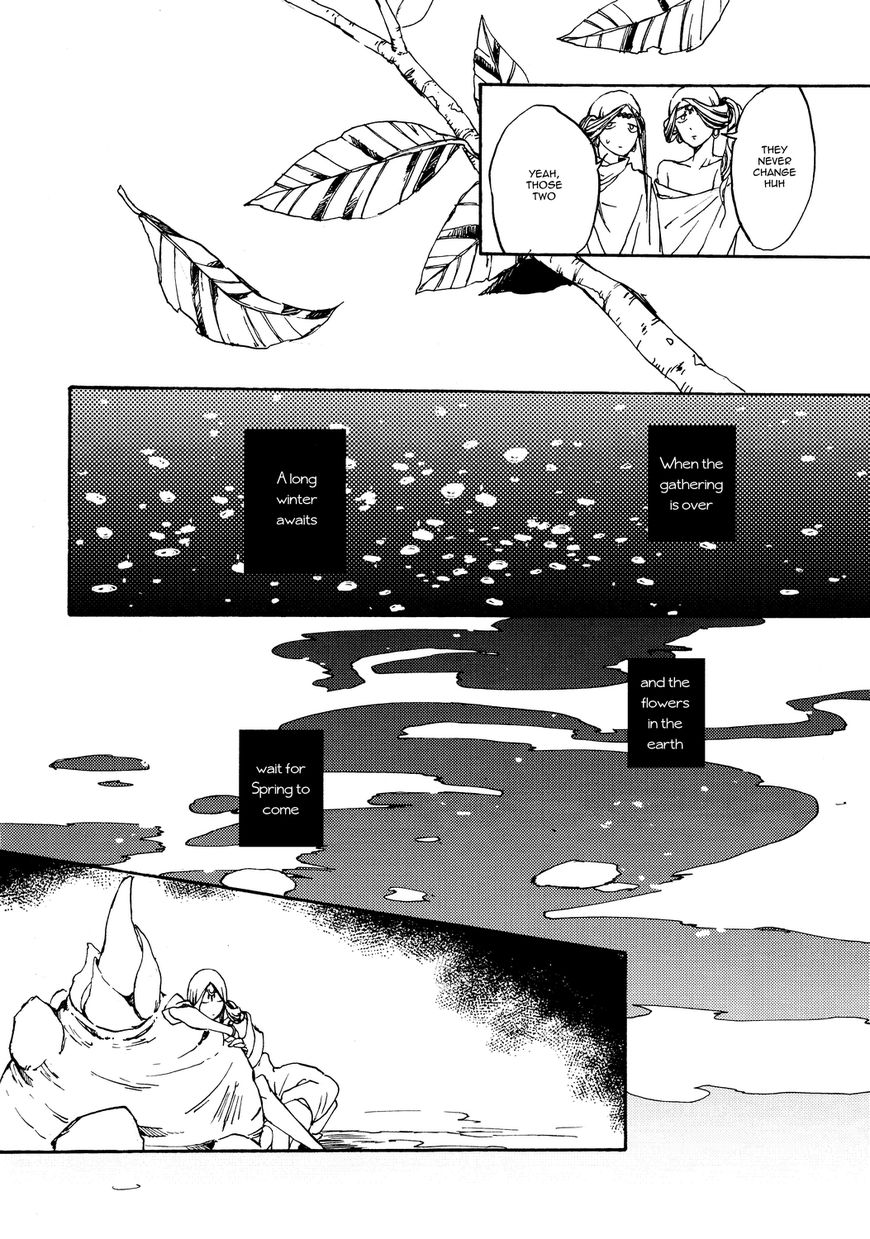 THEY
NEVER
CHANGE
HUH
YEAH,
THOSE
TWO
When the
gathering
is over
A long
winter
awaits
and the
flowers
in the
earth
wait for
Spring to
come